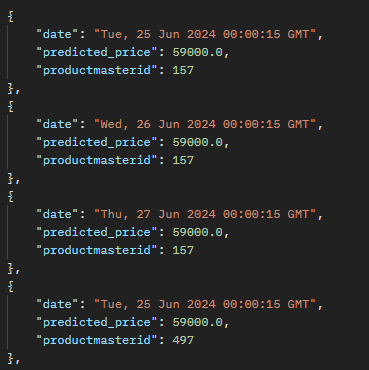 {
"date": "Tue, 25 Jun 2024 00:00:15 GMT",
"predicted_price": 59000.0,
"productmasterid": 157
},
{
"date": "Wed, 26 Jun 2024 00:00:15 GMT",
"predicted_price": 59000.0,
"productmasterid": 157
},
{
"date": "Thu, 27 Jun 2024 00:00:15 GMT",
"predicted_price": 59000.0,
"productmasterid": 157
},
{
"date": "Tue, 25 Jun 2024 00:00:15 GMT",
"predicted_price": 59000.0,
"productmasterid": 497
},